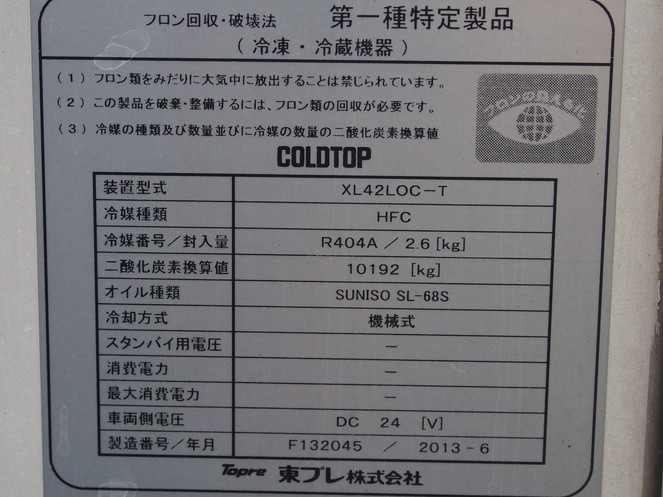 フロン回収・破壊法　第一種特定製品
（冷凍・冷蔵機器）
（1）フロン類をみだりに大気中に放出することは禁じられています。
（2）この製品を破棄・整備するには、フロン類の回収が必要です。
（3）冷媒の種類及び数量並びに冷媒の数量の二酸化炭素換算値
フロンの見える化
COLDTOP
装置型式 XL42LOC-T
冷媒種類 HFC
冷媒番号／封入量 R404A ／ 2.6 [kg]
二酸化炭素換算値 10192 [kg]
オイル種類 SUNISO SL-68S
冷却方式 機械式
スタンバイ用電圧 －
消費電力 －
最大消費電力 －
車両側電圧 DC 24 [V]
製造番号／年月 F132045 ／ 2013-6
Topre 東プレ株式会社